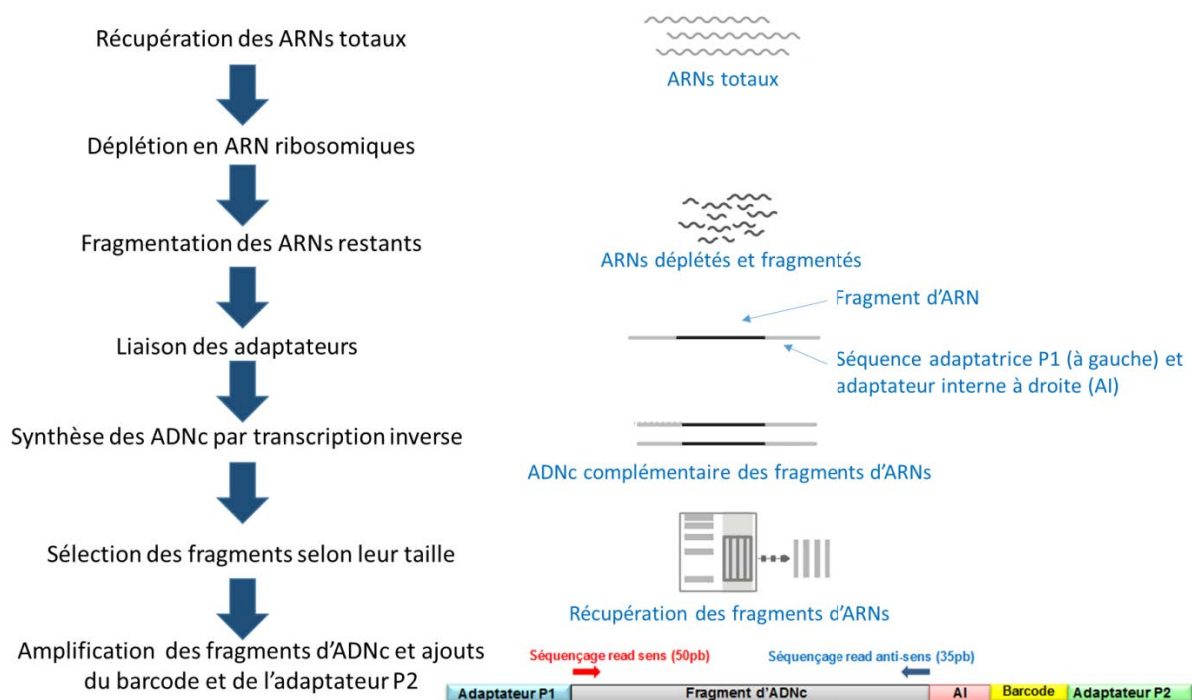 Récupération des ARNs totaux
ARNs totaux
Déplétion en ARN ribosomiques
Fragmentation des ARNs restants
ARNs déplétés et fragmentés
Fragment d'ARN
Liaison des adaptateurs
Séquence adaptatrice P1 (à gauche) et
adaptateur interne à droite (AI)
Synthèse des ADNc par transcription inverse
ADNc complémentaire des fragments d'ARNs
Sélection des fragments selon leur taille
Récupération des fragments d'ARNs
Amplification des fragments d'ADNc et ajouts
du barcode et de l'adaptateur P2
Séquençage read sens (50pb)
Séquençage read anti-sens (35pb)
Adaptateur P1
Fragment d'ADNc
AI
Barcode
Adaptateur P2